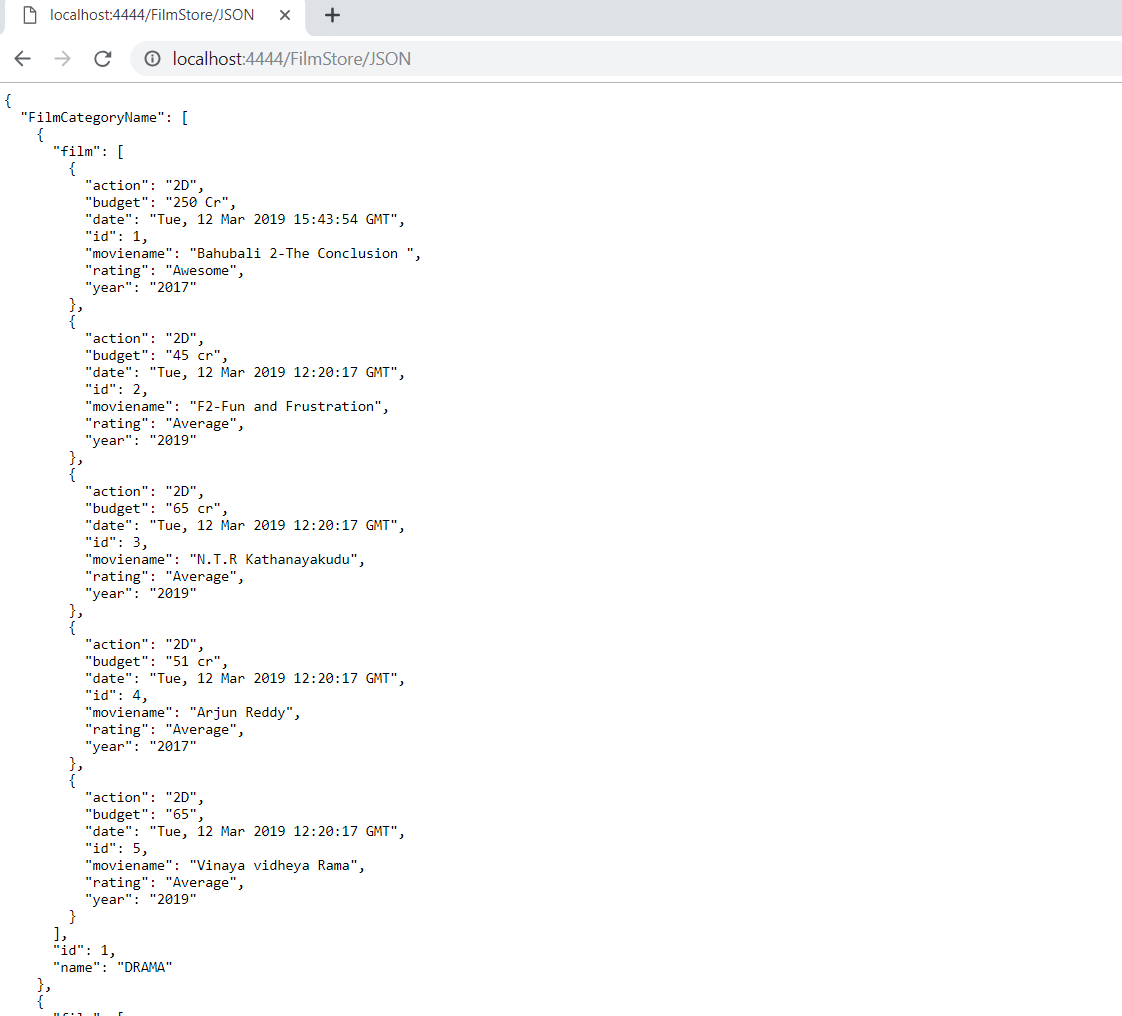 localhost:4444/FilmStore/JSON
localhost:4444/FilmStore/JSON
{
  "FilmCategoryName": [
    {
      "film": [
        {
          "action": "2D",
          "budget": "250 Cr",
          "date": "Tue, 12 Mar 2019 15:43:54 GMT",
          "id": 1,
          "moviename": "Bahubali 2-The Conclusion ",
          "rating": "Awesome",
          "year": "2017"
        },
        {
          "action": "2D",
          "budget": "45 cr",
          "date": "Tue, 12 Mar 2019 12:20:17 GMT",
          "id": 2,
          "moviename": "F2-Fun and Frustration",
          "rating": "Average",
          "year": "2019"
        },
        {
          "action": "2D",
          "budget": "65 cr",
          "date": "Tue, 12 Mar 2019 12:20:17 GMT",
          "id": 3,
          "moviename": "N.T.R Kathanayakudu",
          "rating": "Average",
          "year": "2019"
        },
        {
          "action": "2D",
          "budget": "51 cr",
          "date": "Tue, 12 Mar 2019 12:20:17 GMT",
          "id": 4,
          "moviename": "Arjun Reddy",
          "rating": "Average",
          "year": "2017"
        },
        {
          "action": "2D",
          "budget": "65",
          "date": "Tue, 12 Mar 2019 12:20:17 GMT",
          "id": 5,
          "moviename": "Vinaya vidheya Rama",
          "rating": "Average",
          "year": "2019"
        }
      ],
      "id": 1,
      "name": "DRAMA"
    },
    {